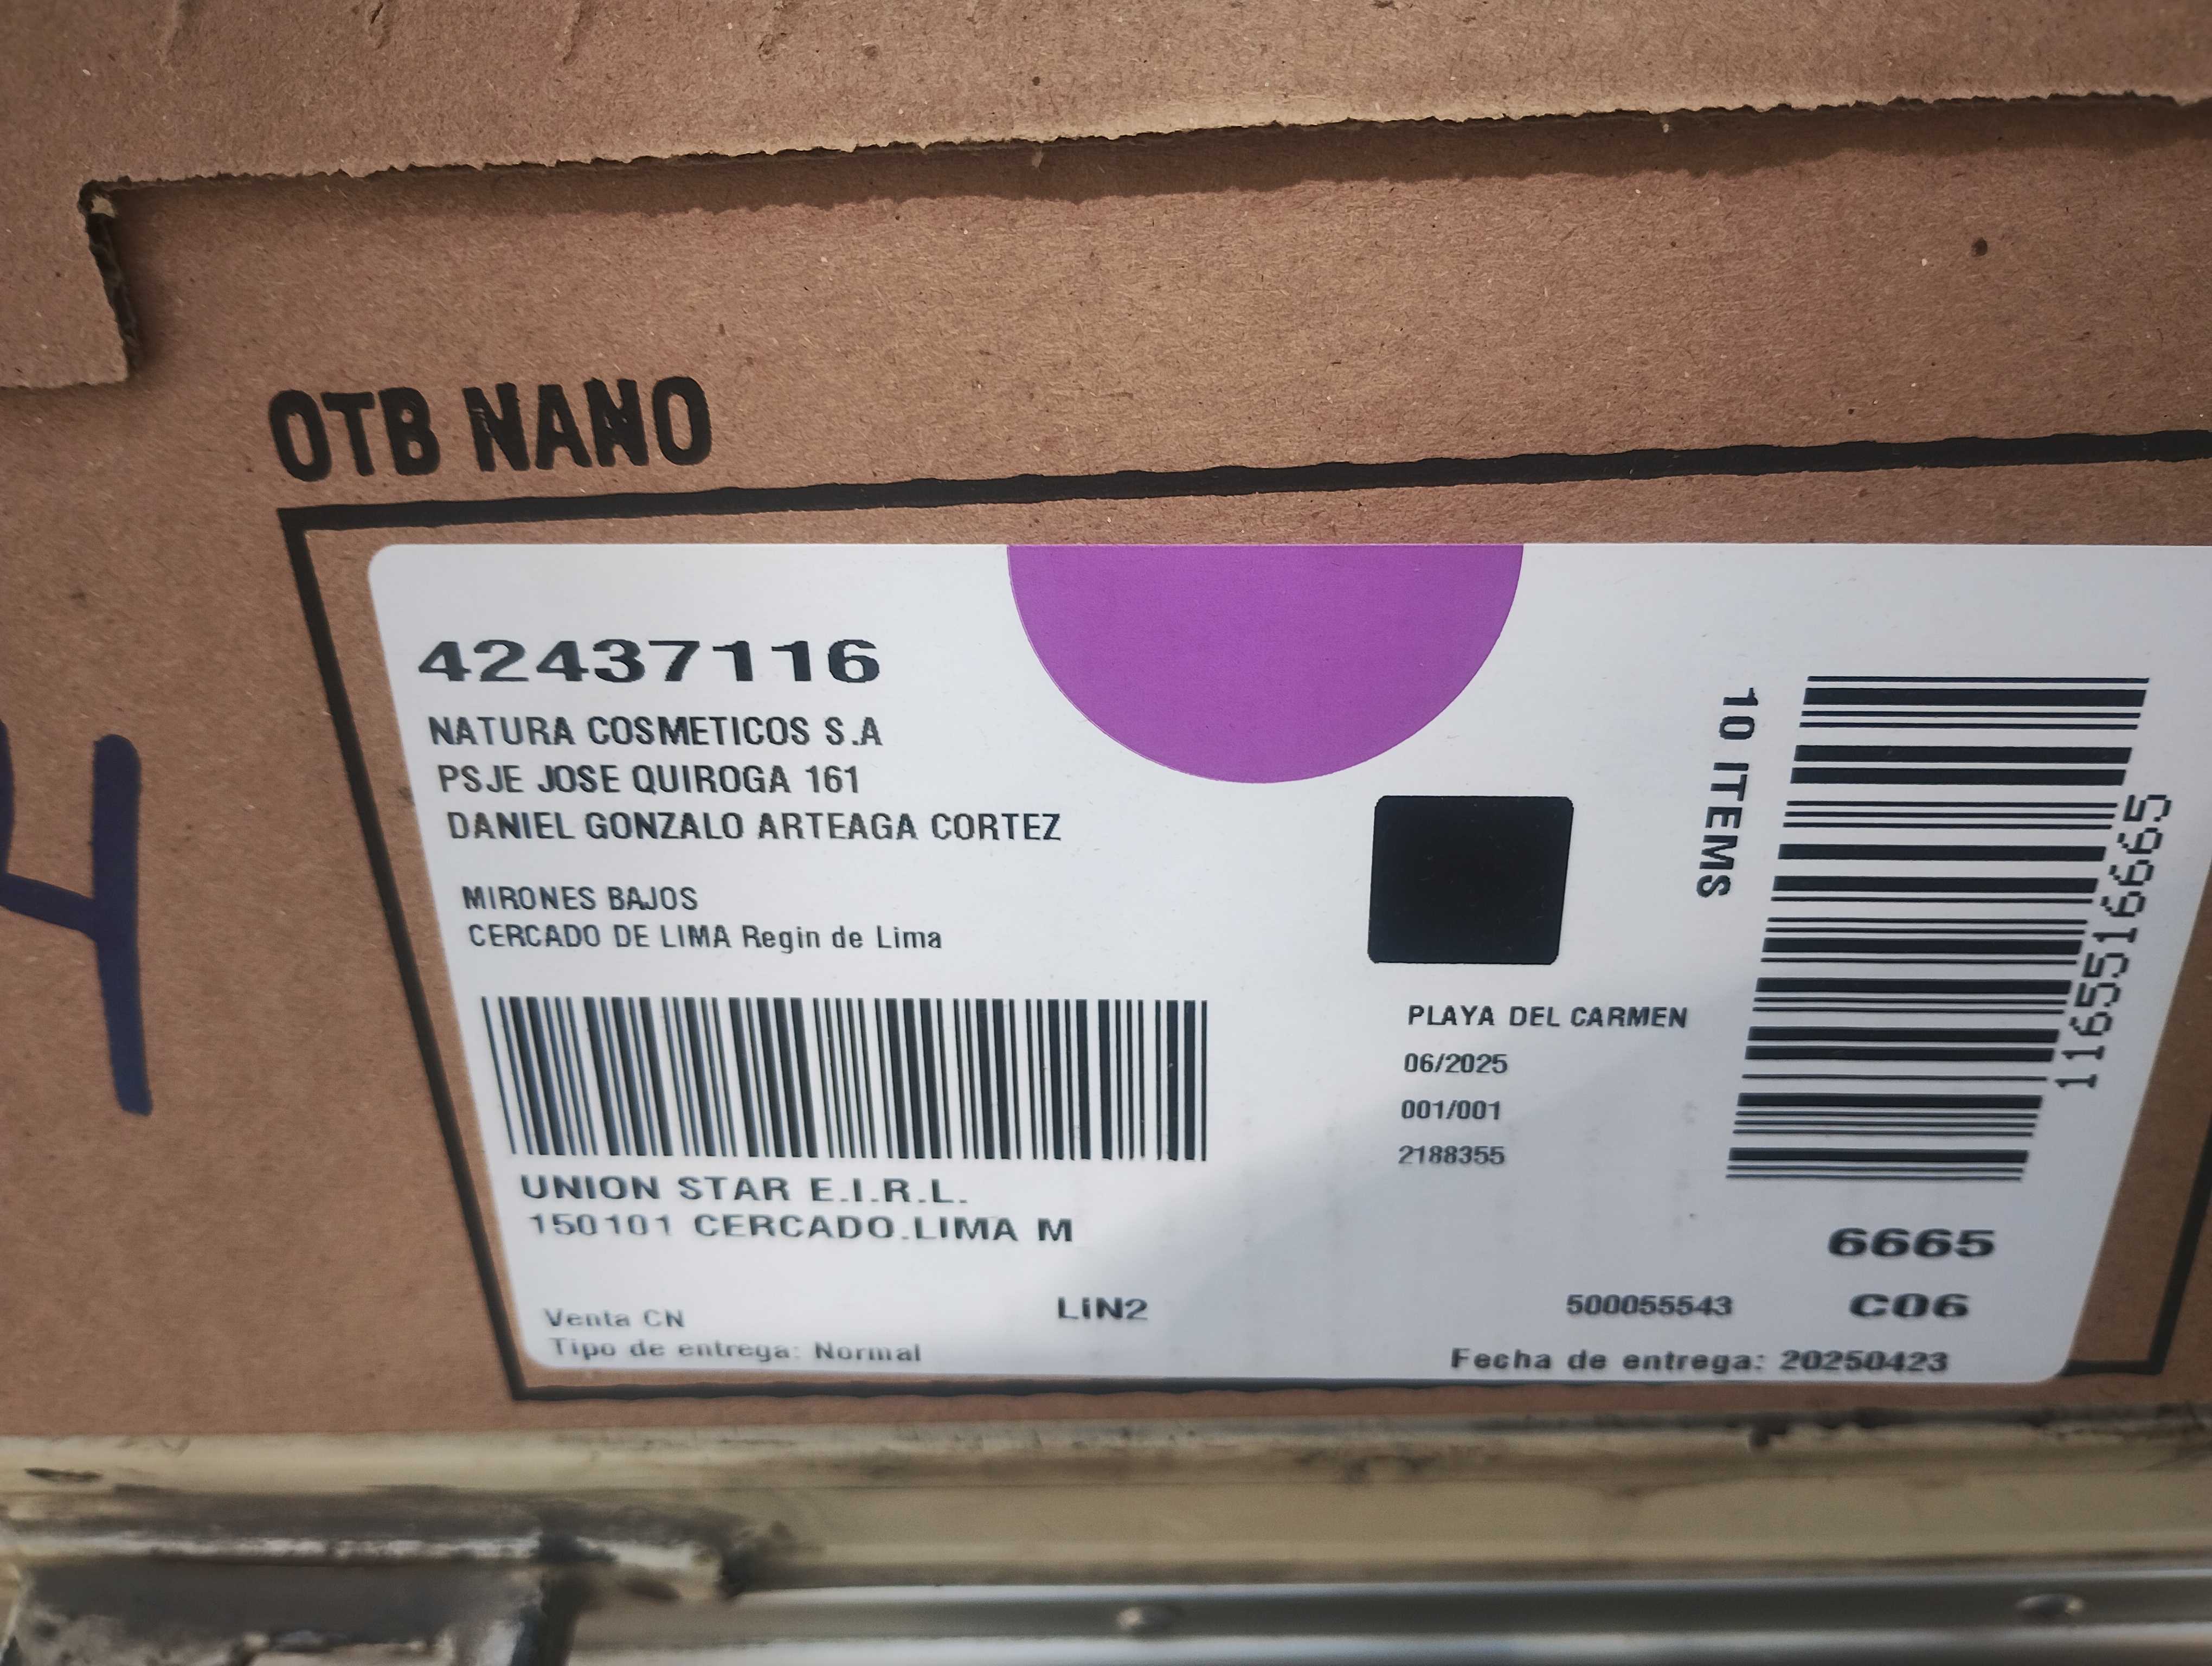 OTB NANO
4
42437116
NATURA COSMETICOS S.A
PSJE JOSE QUIROGA 161
DANIEL GONZALO ARTEAGA CORTEZ
MIRONES BAJOS
CERCADO DE LIMA Regin de Lima
UNION STAR E.I.R.L.
150101 CERCADO.LIMA M
Venta CN
Tipo de entrega: Normal
LiN2
PLAYA DEL CARMEN
06/2025
001/001
2188355
10 ITEMS
1165516665
6665
500055543 C06
Fecha de entrega: 20250423